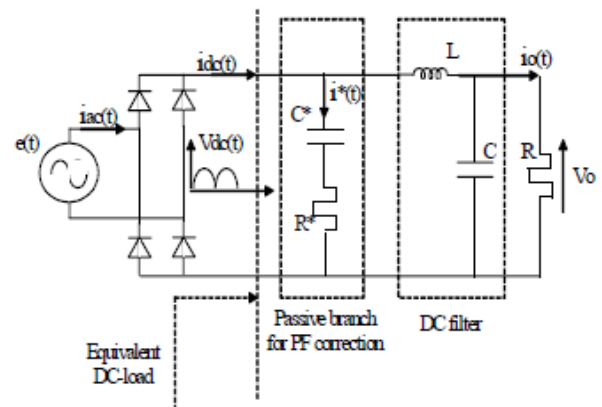 L
idc(t)
io(t)
i*(t)
iac(t)
C*
e(t)
Vdc(t)
C
R
Vo
R*
Passive branch
for PF correction
DC filter
Equivalent
DC-load